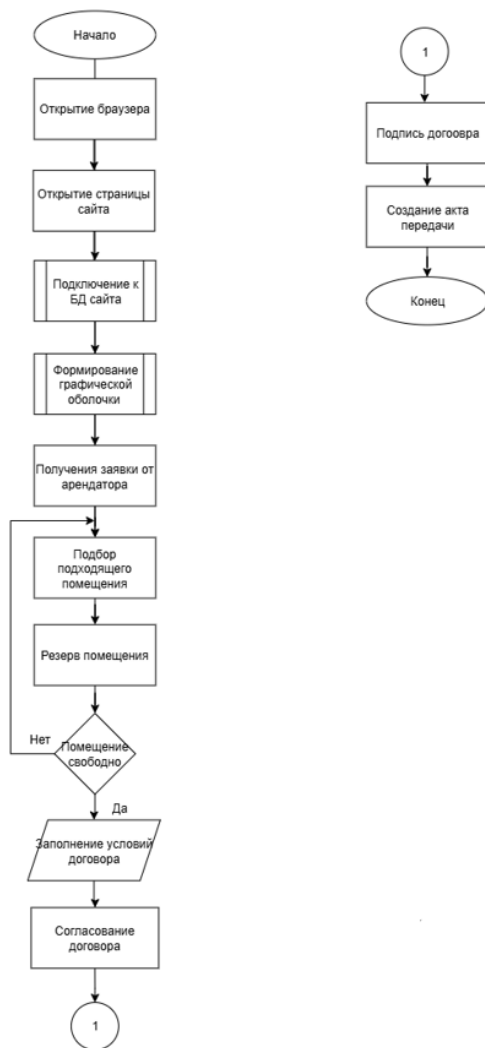 Начало
Открытие браузера
Открытие страницы
сайта
Подключение к
БД сайта
Формирование
графической
оболочки
Получения заявки от
арендатора
Подбор
подходящего
помещения
Резерв помещения
Помещение
свободно
Нет
Да
Заполнение условий
договора
Согласование
договора
1
1
Подпись догоовра
Создание акта
передачи
Конец